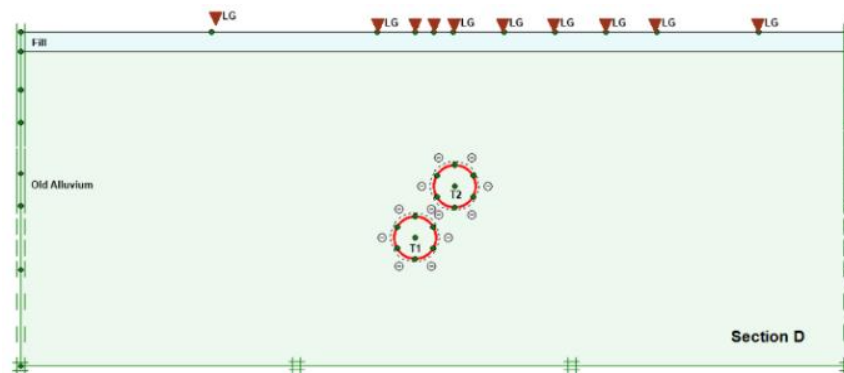 LG LG LG LG LG LG LG LG
Fill
Old Alluvium
T2
T1
Section D